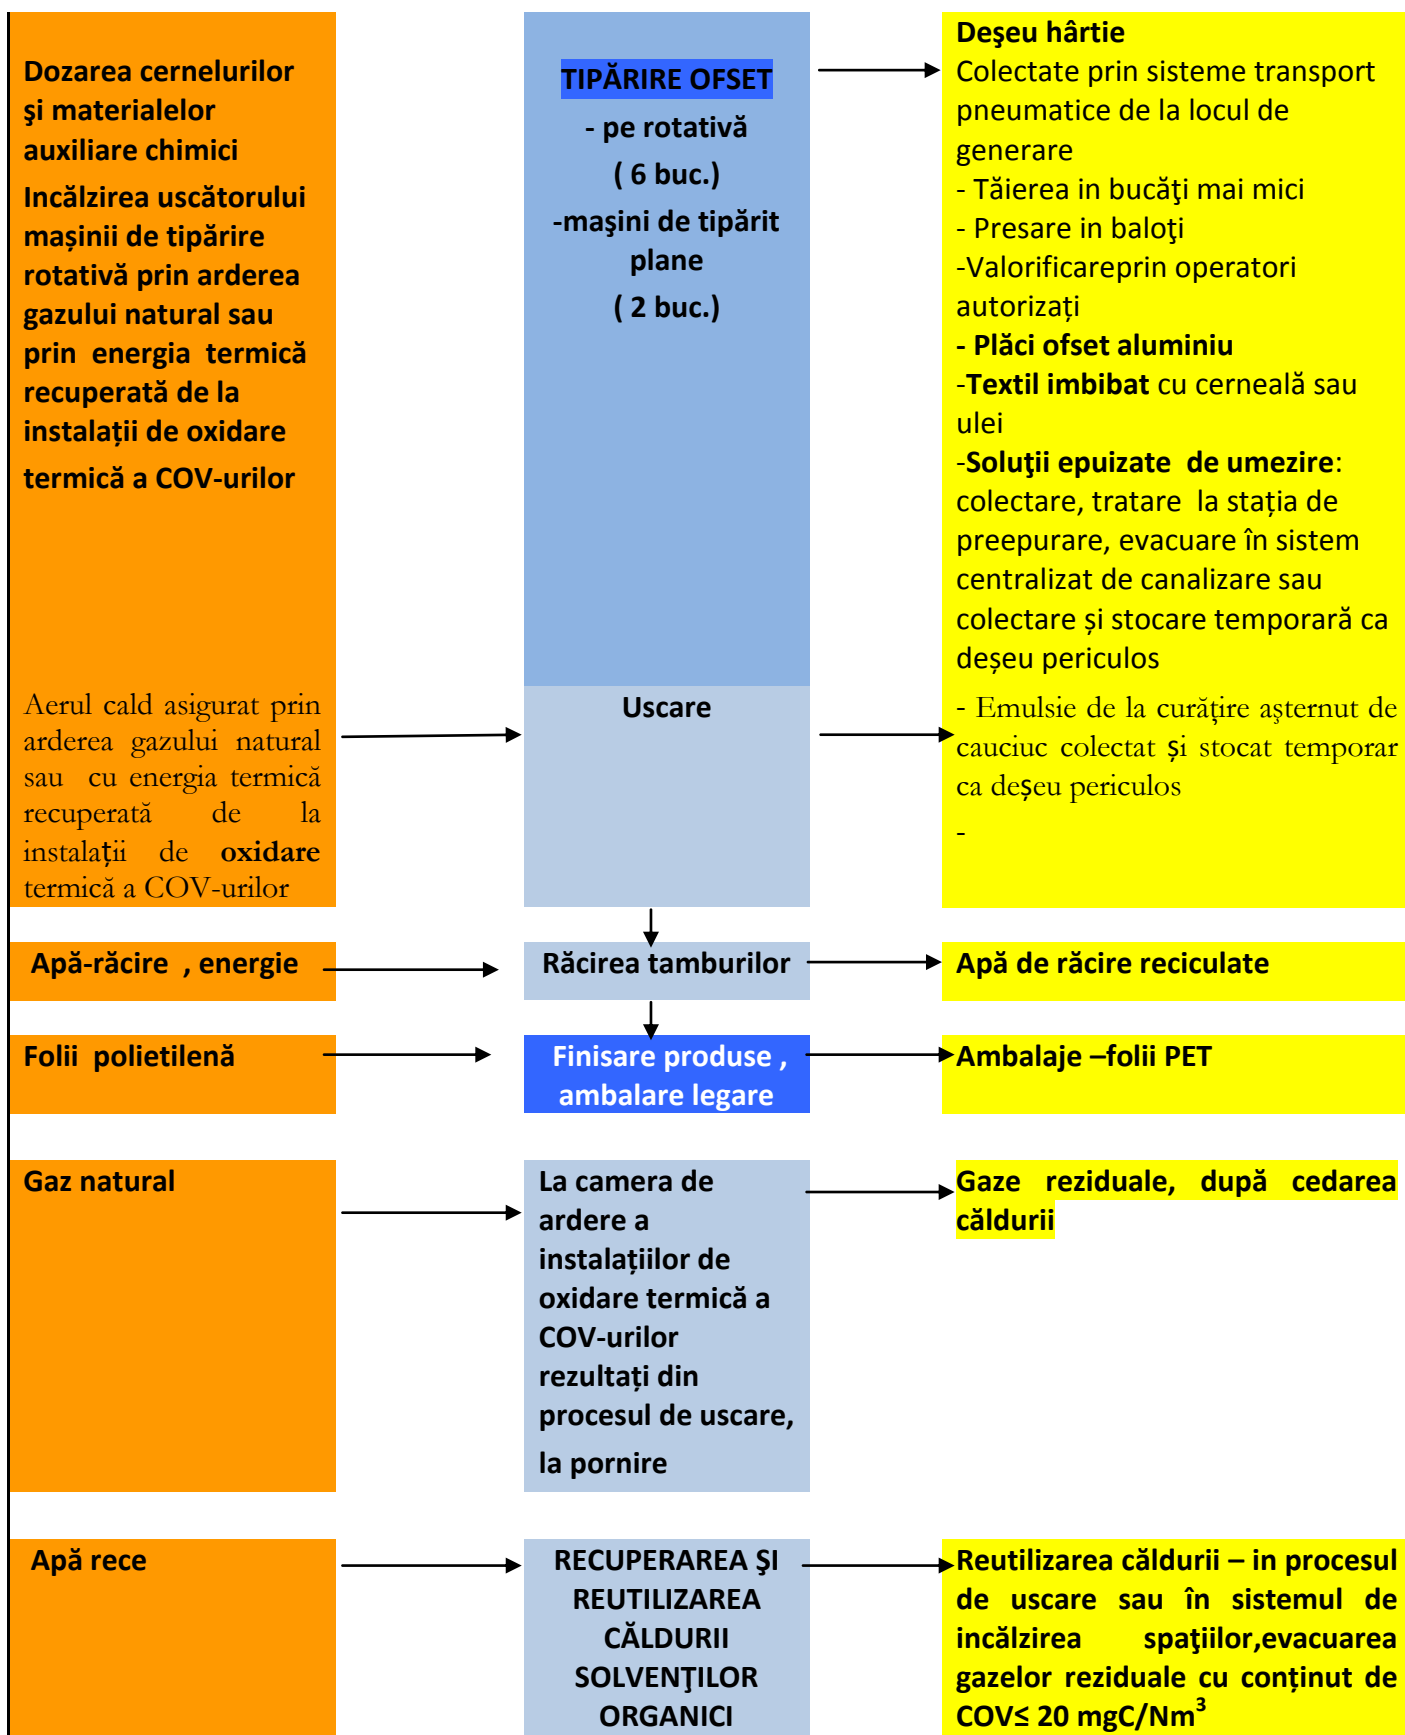 Dozarea cernelurilor
şi materialelor
auxiliare chimici
Incălzirea uscătorului
mașinii de tipărire
rotativă prin arderea
gazului natural sau
prin energia termică
recuperată de la
instalații de oxidare
termică a COV-urilor
TIPĂRIRE OFSET
- pe rotativă
( 6 buc.)
-maşini de tipărit
plane
( 2 buc.)
Deşeu hârtie
Colectate prin sisteme transport
pneumatice de la locul de
generare
- Tăierea in bucăţi mai mici
- Presare in baloţi
-Valorificareprin operatori
autorizați
- Plăci ofset aluminiu
-Textil imbibat cu cerneală sau
ulei
-Soluţii epuizate de umezire:
colectare, tratare la stația de
preepurare, evacuare în sistem
centralizat de canalizare sau
colectare și stocare temporară ca
deșeu periculos
Aerul cald asigurat prin
arderea gazului natural
sau cu energia termică
recuperată de la
instalații de oxidare
termică a COV-urilor
Uscare
- Emulsie de la curățire aşternut de
cauciuc colectat și stocat temporar
ca deșeu periculos
-
Apă-răcire , energie
Răcirea tamburilor
Apă de răcire reciculate
Folii polietilenă
Finisare produse ,
ambalare legare
Ambalaje –folii PET
Gaz natural
La camera de
ardere a
instalațiilor de
oxidare termică a
COV-urilor
rezultați din
procesul de uscare,
la pornire
Gaze reziduale, după cedarea
căldurii
Apă rece
RECUPERAREA ŞI
REUTILIZAREA
CĂLDURII
SOLVENŢILOR
ORGANICI
Reutilizarea căldurii – in procesul
de uscare sau în sistemul de
incălzirea spaţiilor,evacuarea
gazelor reziduale cu conținut de
COV≤ 20 mgC/Nm³